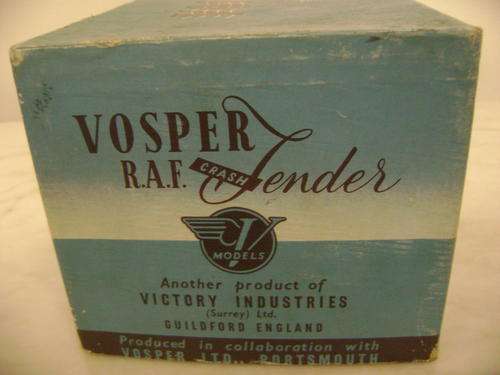 VOSPER
R.A.F. CRASH Tender
V
MODELS
Another product of
VICTORY INDUSTRIES
(Surrey) Ltd.
GUILDFORD ENGLAND
Produced in collaboration with
VOSPER LTD., PORTSMOUTH